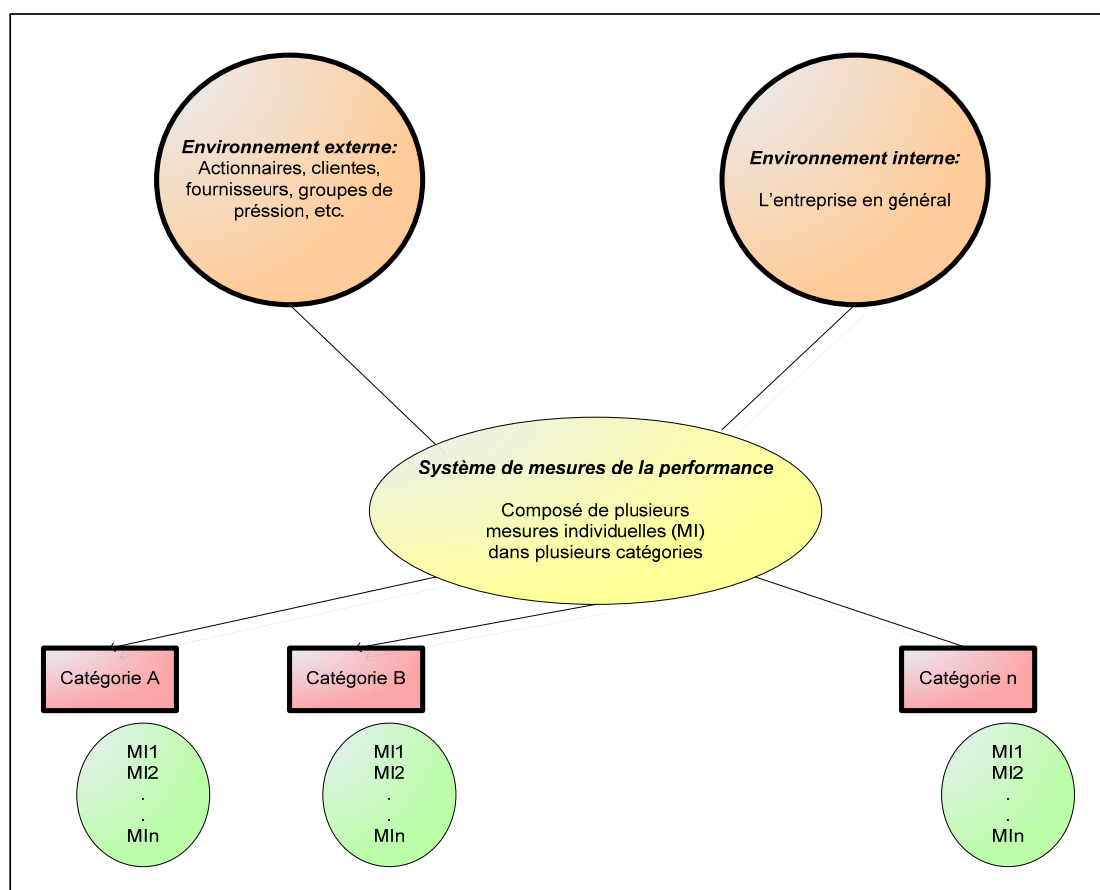 Environnement externe:
Actionnaires, clientes,
fournisseurs, groupes de
préssion, etc.
Environnement interne:
L'entreprise en général
Système de mesures de la performance
Composé de plusieurs
mesures individuelles (MI)
dans plusieurs catégories
Catégorie A
Catégorie B
Catégorie n
MI1
MI2
.
.
MIn
MI1
MI2
.
.
MIn
MI1
MI2
.
.
MIn